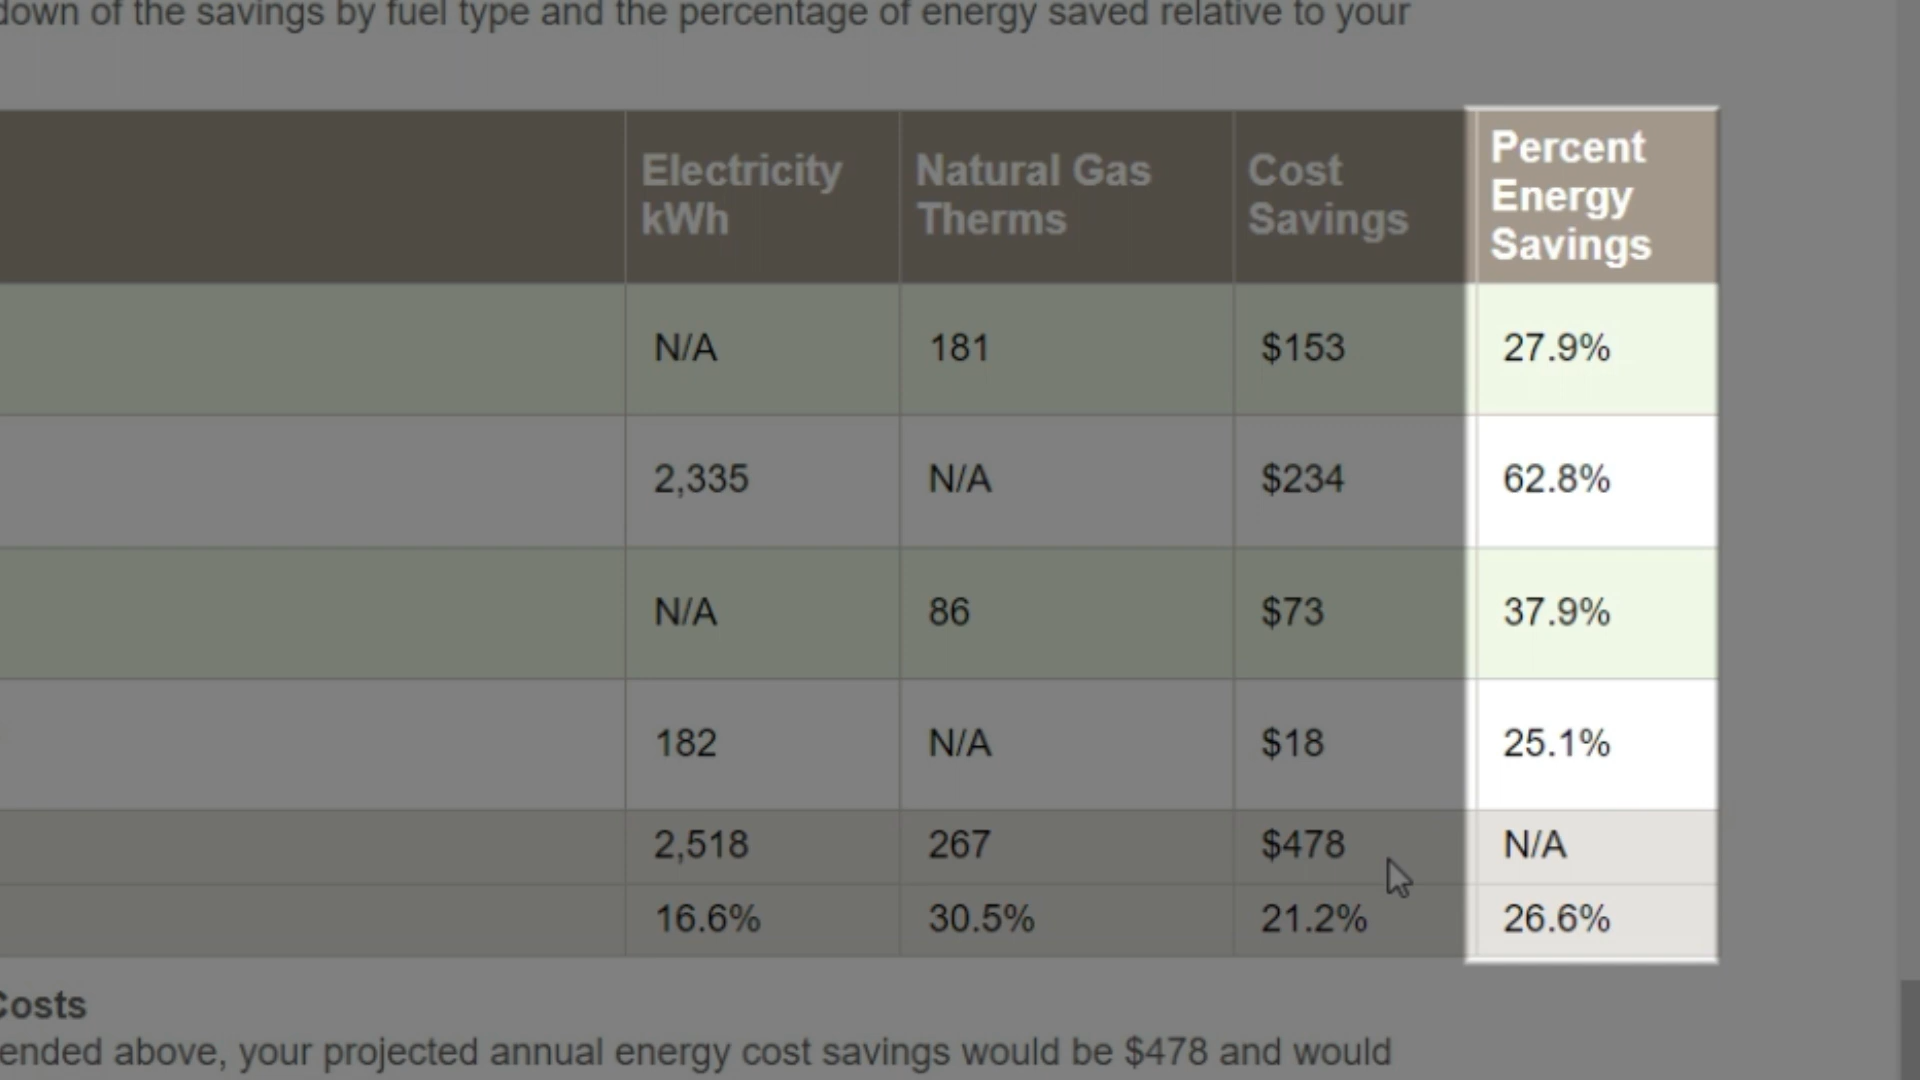 down of the savings by fuel type and the percentage of energy saved relative to your
Electricity kWh Natural Gas Therms Cost Savings Percent Energy Savings
N/A 181 $153 27.9%
2,335 N/A $234 62.8%
N/A 86 $73 37.9%
182 N/A $18 25.1%
2,518 267 $478 N/A
16.6% 30.5% 21.2% 26.6%
Costs
ended above, your projected annual energy cost savings would be $478 and would